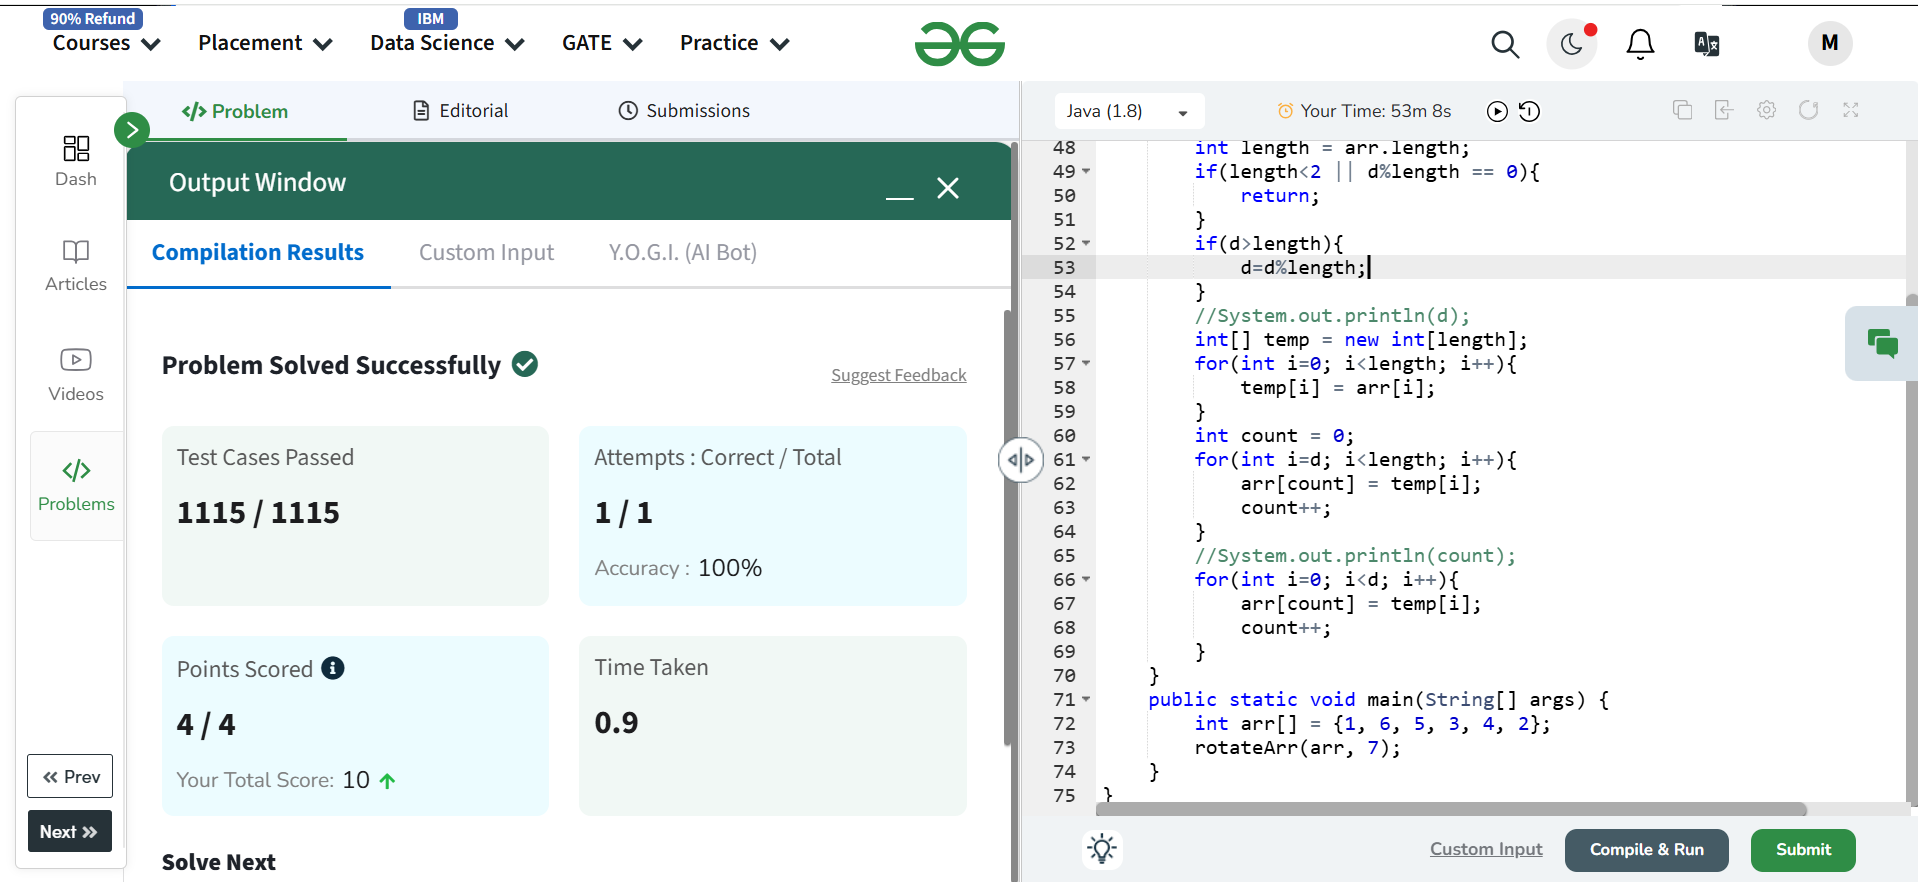 90% Refund
IBM
Courses
Placement
Data Science
GATE
Practice
M
Dash
Articles
Videos
Problems
Prev
Next
Problem
Editorial
Submissions
Output Window
Compilation Results
Custom Input
Y.O.G.I. (AI Bot)
Problem Solved Successfully
Suggest Feedback
Test Cases Passed
1115 / 1115
Attempts : Correct / Total
1 / 1
Accuracy : 100%
Points Scored
4 / 4
Your Total Score: 10
Time Taken
0.9
Solve Next
Java (1.8)
Your Time: 53m 8s
48 int length = arr.length;
49 if(length<2 || d%length == 0){
50 return;
51 }
52 if(d>length){
53 d=d%length;
54 }
55 //System.out.println(d);
56 int[] temp = new int[length];
57 for(int i=0; i<length; i++){
58 temp[i] = arr[i];
59 }
60 int count = 0;
61 for(int i=d; i<length; i++){
62 arr[count] = temp[i];
63 count++;
64 }
65 //System.out.println(count);
66 for(int i=0; i<d; i++){
67 arr[count] = temp[i];
68 count++;
69 }
70 }
71 public static void main(String[] args) {
72 int arr[] = {1, 6, 5, 3, 4, 2};
73 rotateArr(arr, 7);
74 }
75 }
Custom Input
Compile & Run
Submit